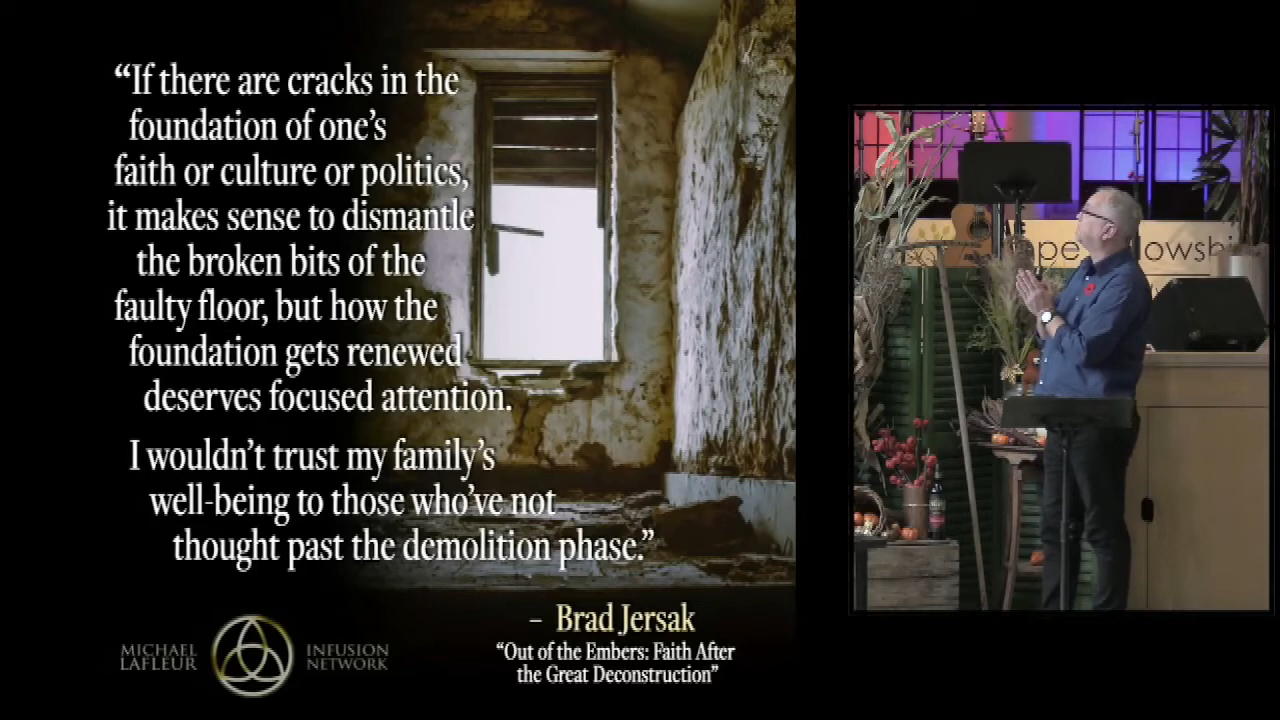 “If there are cracks in the
foundation of one’s
faith or culture or politics,
it makes sense to dismantle
the broken bits of the
faulty floor, but how the
foundation gets renewed
deserves focused attention.
I wouldn’t trust my family’s
well-being to those who’ve not
thought past the demolition phase.”
– Brad Jersak
“Out of the Embers: Faith After
the Great Deconstruction”
MICHAEL
LAFLEUR
INFUSION
NETWORK